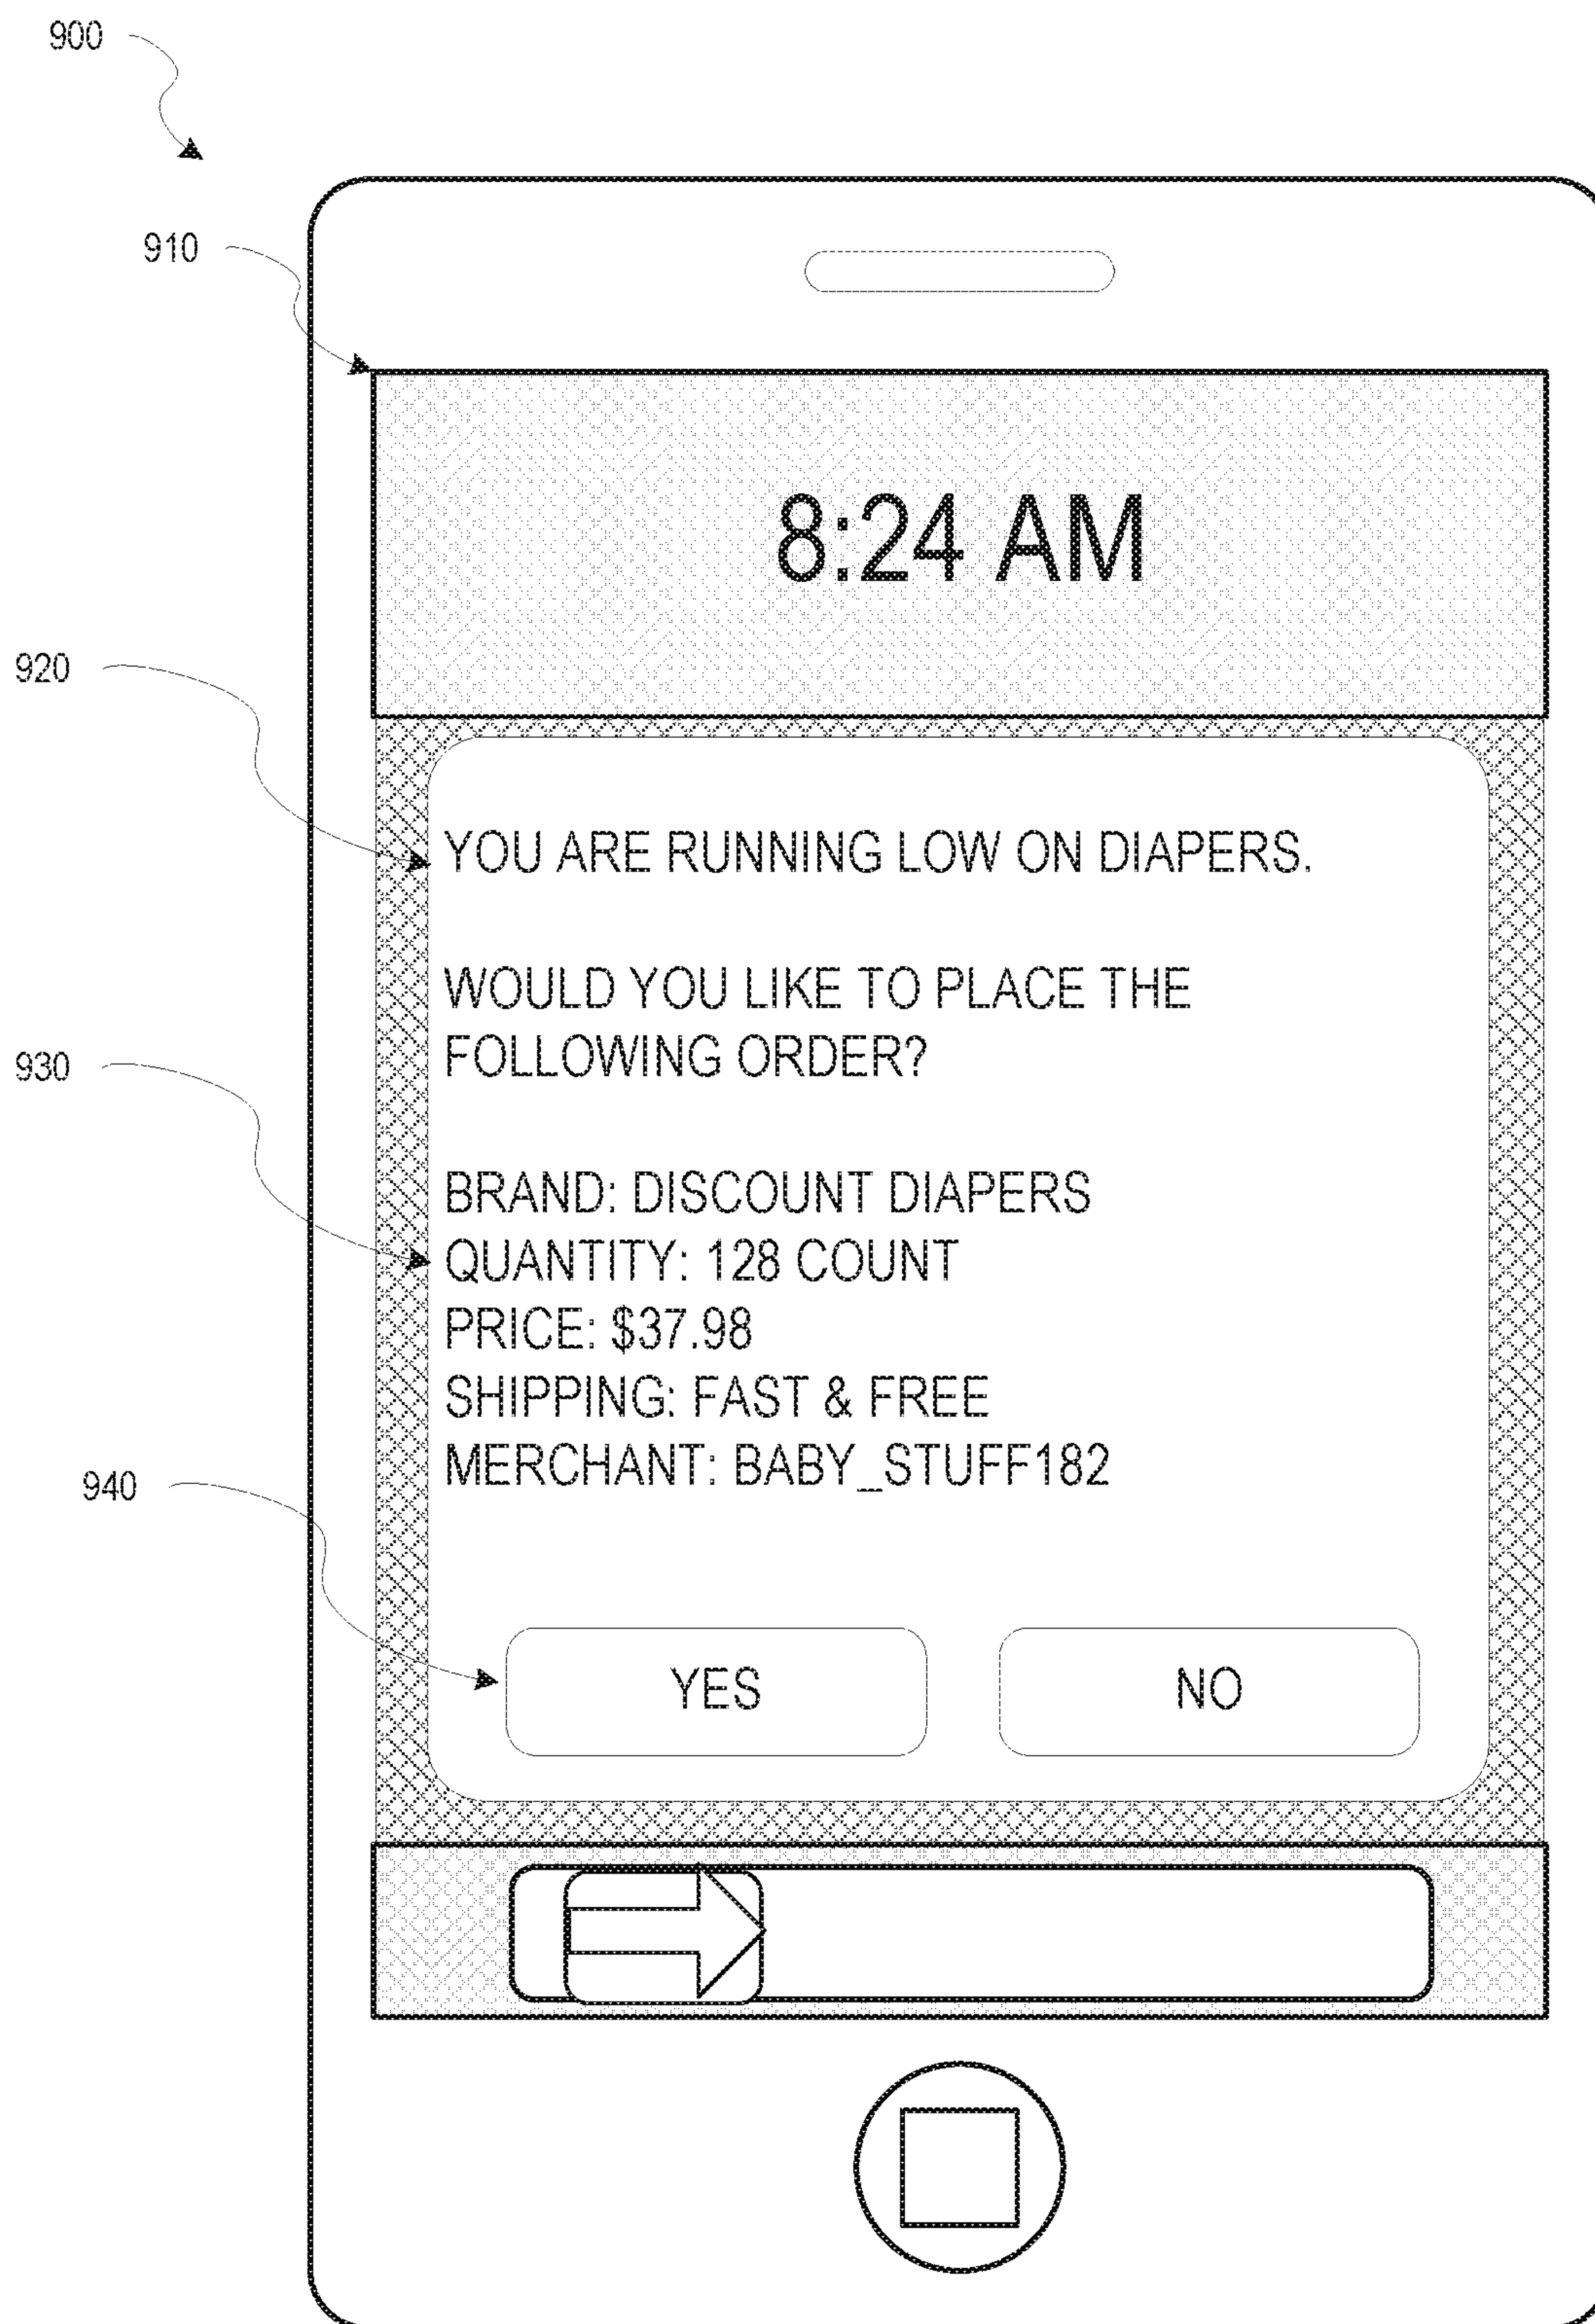 900
910
8:24 AM
920
YOU ARE RUNNING LOW ON DIAPERS.
WOULD YOU LIKE TO PLACE THE
FOLLOWING ORDER?
930
BRAND: DISCOUNT DIAPERS
QUANTITY: 128 COUNT
PRICE: $37.98
SHIPPING: FAST & FREE
MERCHANT: BABY_STUFF182
940
YES
NO